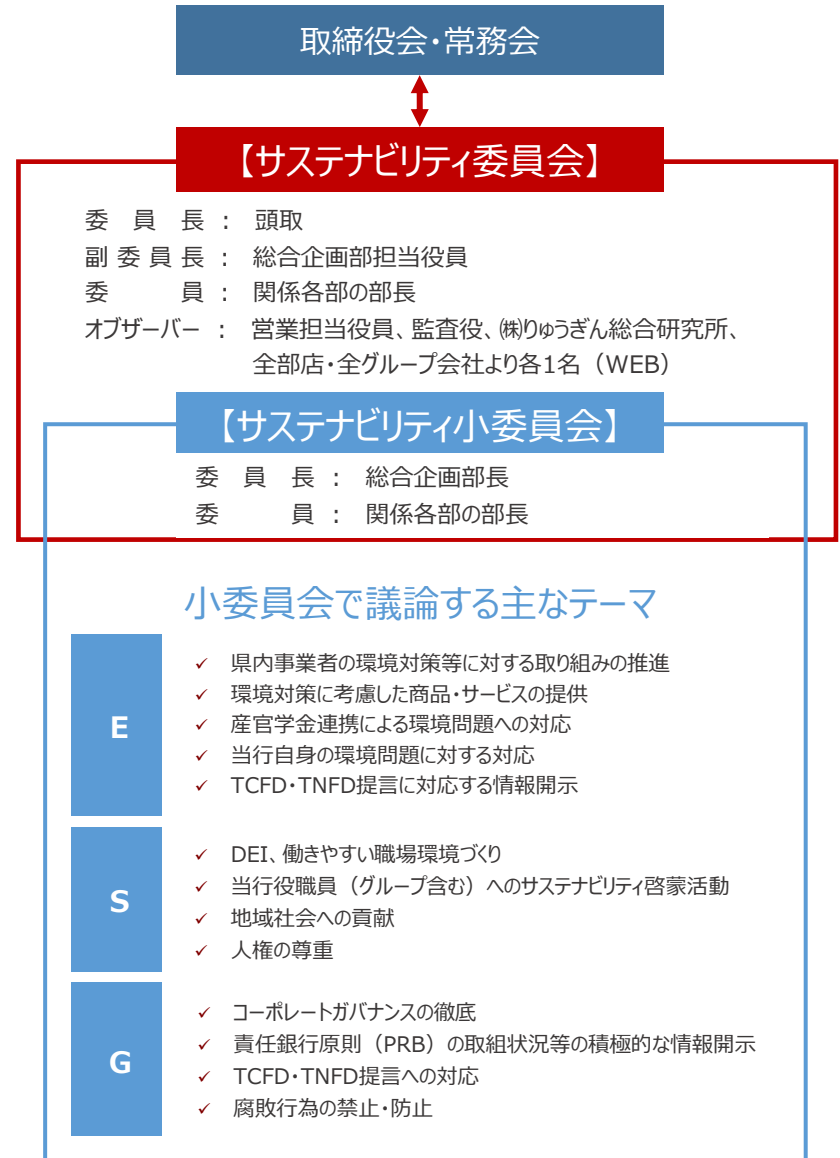 取締役会・常務会
【サステナビリティ委員会】
委員長： 頭取
副委員長： 総合企画部担当役員
委員： 関係各部の部長
オブザーバー： 営業担当役員、監査役、㈱りゅうぎん総合研究所、
全部店・全グループ会社より各1名（WEB）
【サステナビリティ小委員会】
委員長： 総合企画部長
委員： 関係各部の部長
小委員会で議論する主なテーマ
E
✓ 県内事業者の環境対策等に対する取り組みの推進
✓ 環境対策に考慮した商品・サービスの提供
✓ 産官学金連携による環境問題への対応
✓ 当行自身の環境問題に対する対応
✓ TCFD・TNFD提言に対応する情報開示
S
✓ DEI、働きやすい職場環境づくり
✓ 当行役職員（グループ含む）へのサステナビリティ啓蒙活動
✓ 地域社会への貢献
✓ 人権の尊重
G
✓ コーポレートガバナンスの徹底
✓ 責任銀行原則（PRB）の取組状況等の積極的な情報開示
✓ TCFD・TNFD提言への対応
✓ 腐敗行為の禁止・防止